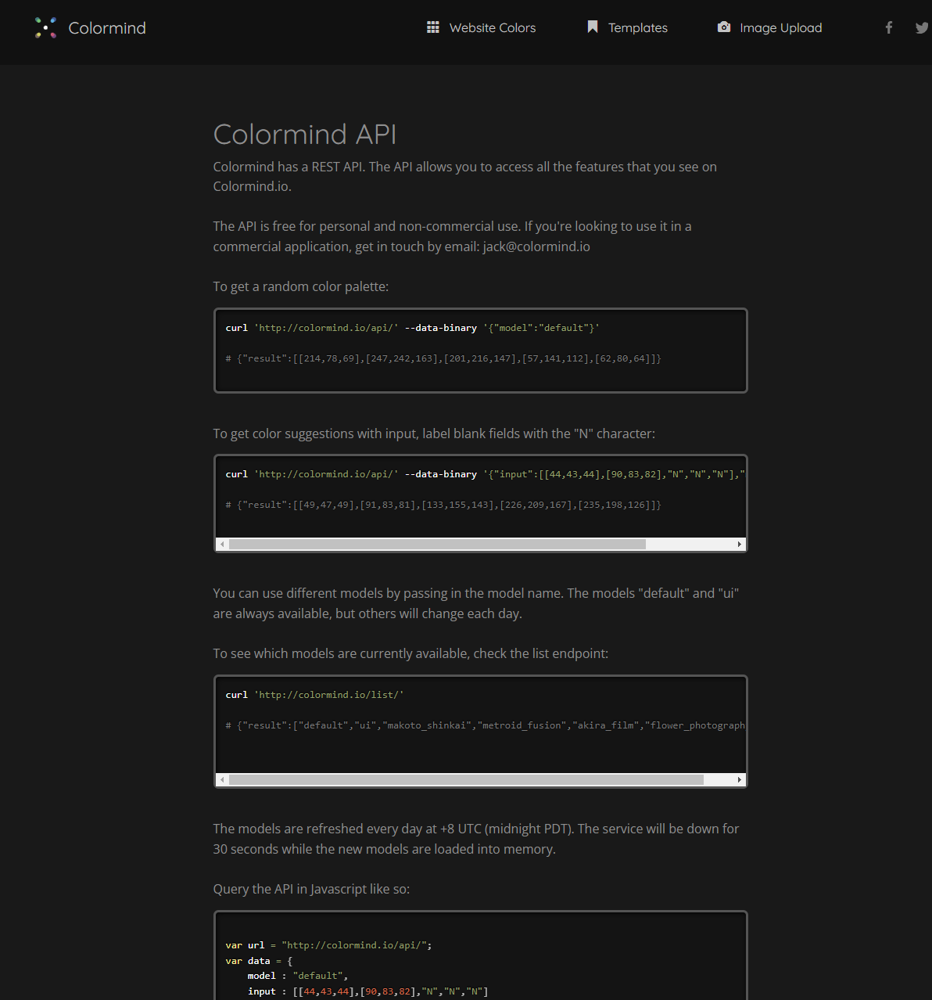 Colormind
Website Colors
Templates
Image Upload
Colormind API
Colormind has a REST API. The API allows you to access all the features that you see on
Colormind.io.
The API is free for personal and non-commercial use. If you're looking to use it in a
commercial application, get in touch by email: jack@colormind.io
To get a random color palette:
curl 'http://colormind.io/api/' --data-binary '{"model":"default"}'
# {"result":[[214,78,69],[247,242,163],[201,216,147],[57,141,112],[62,80,64]]}
To get color suggestions with input, label blank fields with the "N" character:
curl 'http://colormind.io/api/' --data-binary '{"input":[[44,43,44],[90,83,82],"N","N","N"],"
# {"result":[[49,47,49],[91,83,81],[133,155,143],[226,209,167],[235,198,126]]}
You can use different models by passing in the model name. The models "default" and "ui"
are always available, but others will change each day.
To see which models are currently available, check the list endpoint:
curl 'http://colormind.io/list/'
# {"result":["default","ui","makoto_shinkai","metroid_fusion","akira_film","flower_photograph
The models are refreshed every day at +8 UTC (midnight PDT). The service will be down for
30 seconds while the new models are loaded into memory.
Query the API in Javascript like so:
var url = "http://colormind.io/api/";
var data = {
model : "default",
input : [[44,43,44],[90,83,82],"N","N","N"]